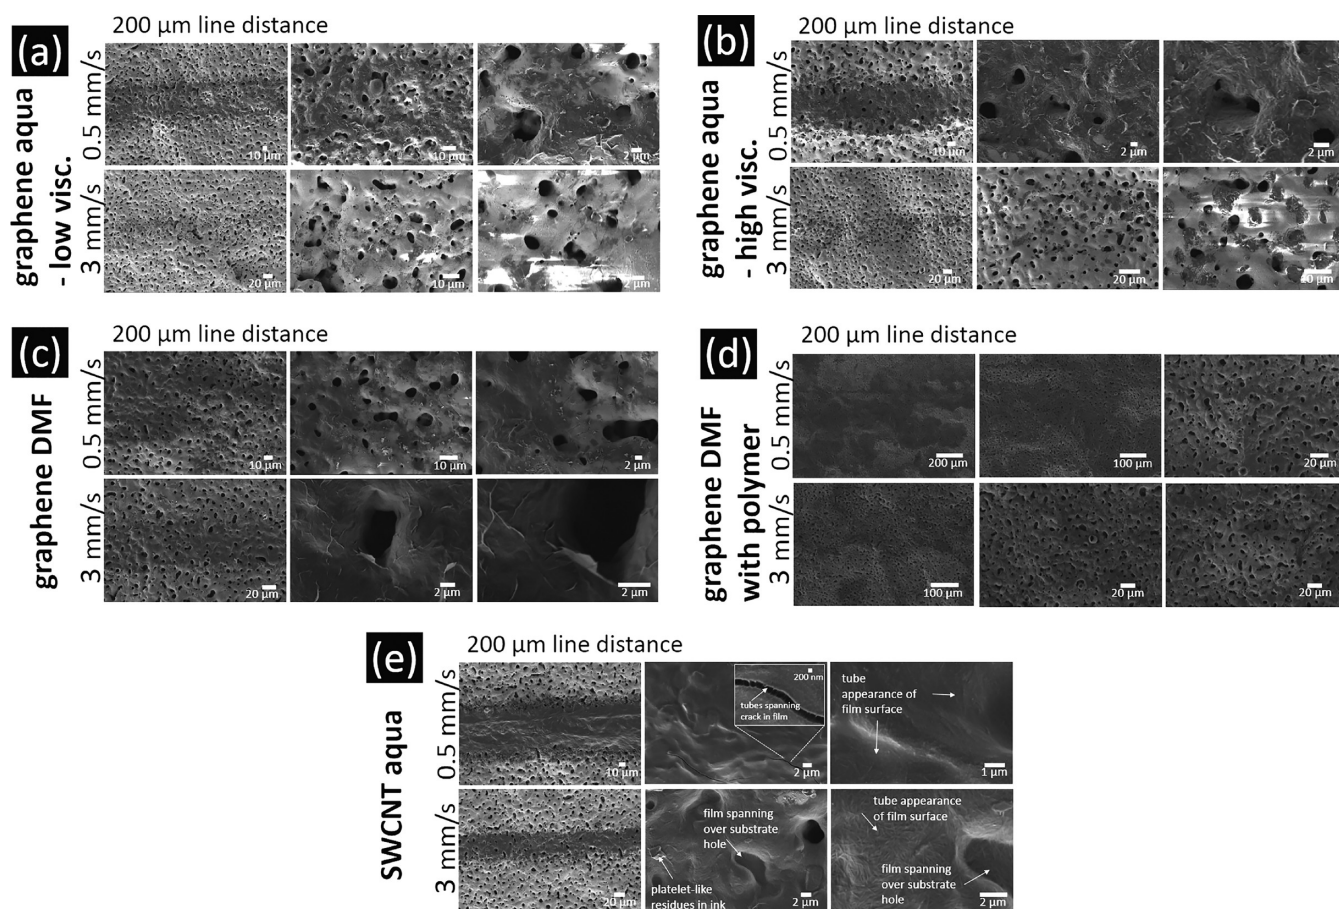 (a)
200 µm line distance
graphene aqua
- low visc.
0.5 mm/s
10 µm
10 µm
2 µm
3 mm/s
20 µm
10 µm
2 µm
(b)
200 µm line distance
graphene aqua
- high visc.
0.5 mm/s
10 µm
2 µm
2 µm
3 mm/s
20 µm
20 µm
10 µm
(c)
200 µm line distance
graphene DMF
0.5 mm/s
10 µm
10 µm
2 µm
3 mm/s
20 µm
2 µm
2 µm
(d)
200 µm line distance
graphene DMF
with polymer
0.5 mm/s
200 µm
100 µm
20 µm
3 mm/s
100 µm
20 µm
20 µm
(e)
200 µm line distance
SWCNT aqua
0.5 mm/s
10 µm
200 nm
tubes spanning
crack in film
2 µm
tube
appearance of
film surface
1 µm
3 mm/s
20 µm
film spanning
over substrate
hole
platelet-like
residues in ink
2 µm
tube appearance
of film surface
film spanning
over substrate
hole
2 µm